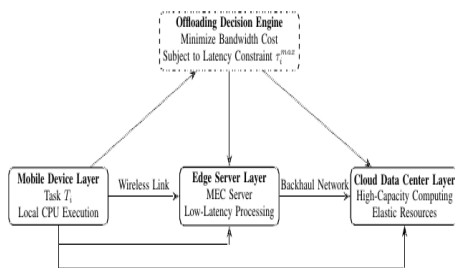 Offloading Decision Engine
Minimize Bandwidth Cost
Subject to Latency Constraint τ_i^{max}
Mobile Device Layer
Task T_i
Local CPU Execution
Wireless Link
Edge Server Layer
MEC Server
Low-Latency Processing
Backhaul Network
Cloud Data Center Layer
High-Capacity Computing
Elastic Resources